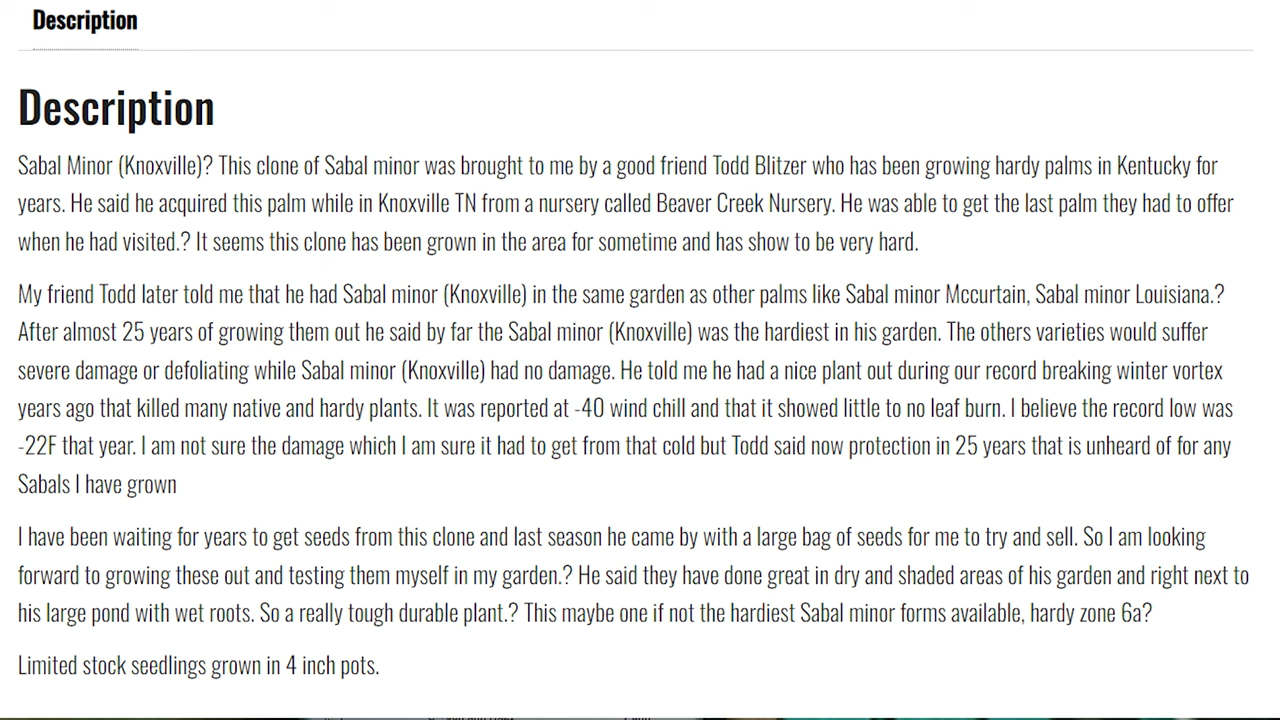 Description
Description
Sabal Minor (Knoxville)? This clone of Sabal minor was brought to me by a good friend Todd Blitzer who has been growing hardy palms in Kentucky for
years. He said he acquired this palm while in Knoxville TN from a nursery called Beaver Creek Nursery. He was able to get the last palm they had to offer
when he had visited.? It seems this clone has been grown in the area for sometime and has show to be very hard.
My friend Todd later told me that he had Sabal minor (Knoxville) in the same garden as other palms like Sabal minor Mccurtain, Sabal minor Louisiana.?
After almost 25 years of growing them out he said by far the Sabal minor (Knoxville) was the hardiest in his garden. The others varieties would suffer
severe damage or defoliating while Sabal minor (Knoxville) had no damage. He told me he had a nice plant out during our record breaking winter vortex
years ago that killed many native and hardy plants. It was reported at -40 wind chill and that it showed little to no leaf burn. I believe the record low was
-22F that year. I am not sure the damage which I am sure it had to get from that cold but Todd said now protection in 25 years that is unheard of for any
Sabals I have grown
I have been waiting for years to get seeds from this clone and last season he came by with a large bag of seeds for me to try and sell. So I am looking
forward to growing these out and testing them myself in my garden.? He said they have done great in dry and shaded areas of his garden and right next to
his large pond with wet roots. So a really tough durable plant.? This maybe one if not the hardiest Sabal minor forms available, hardy zone 6a?
Limited stock seedlings grown in 4 inch pots.